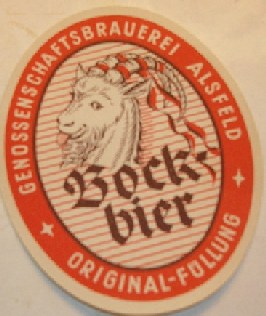 GENOSSENSCHAFTSBRAUEREI ALSFELD
Bock-
bier
ORIGINAL-FÜLLUNG